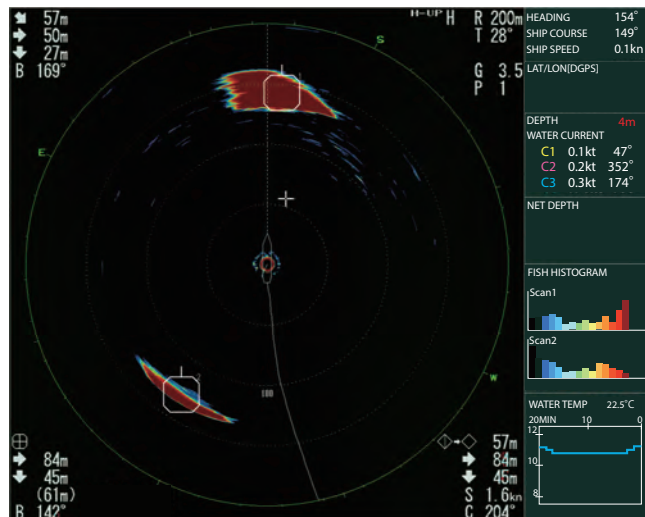 57m
50m
27m
B 169°
H-UP H R 200m
T 28°
G 3.5
P 1
S
E
W
2
100
84m
45m
(61m)
B 142°
57m
84m
45m
S 1.6kn
C 204°
HEADING 154°
SHIP COURSE 149°
SHIP SPEED 0.1kn
LAT/LON[DGPS]
DEPTH 4m
WATER CURRENT
C1 0.1kt 47°
C2 0.2kt 352°
C3 0.3kt 174°
NET DEPTH
FISH HISTOGRAM
Scan1
Scan2
WATER TEMP 22.5°C
20MIN 10 0
12
10
8